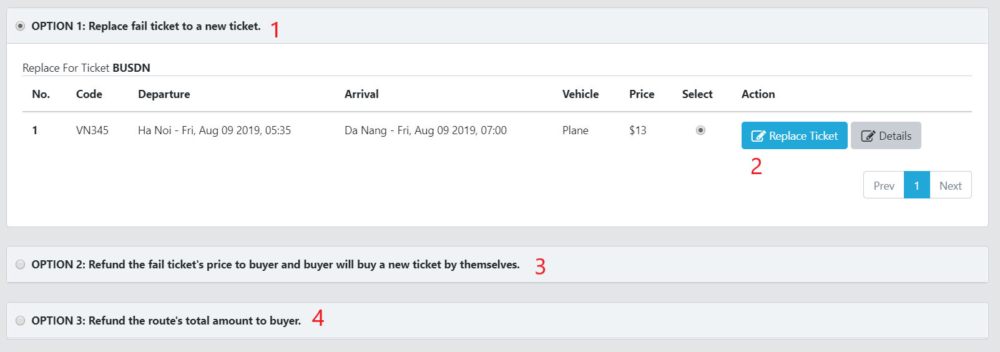 OPTION 1: Replace fail ticket to a new ticket. 1
Replace For Ticket BUSDN
No. Code Departure Arrival Vehicle Price Select Action
1 VN345 Ha Noi - Fri, Aug 09 2019, 05:35 Da Nang - Fri, Aug 09 2019, 07:00 Plane $13 Replace Ticket Details
2
Prev 1 Next
OPTION 2: Refund the fail ticket's price to buyer and buyer will buy a new ticket by themselves. 3
OPTION 3: Refund the route's total amount to buyer. 4